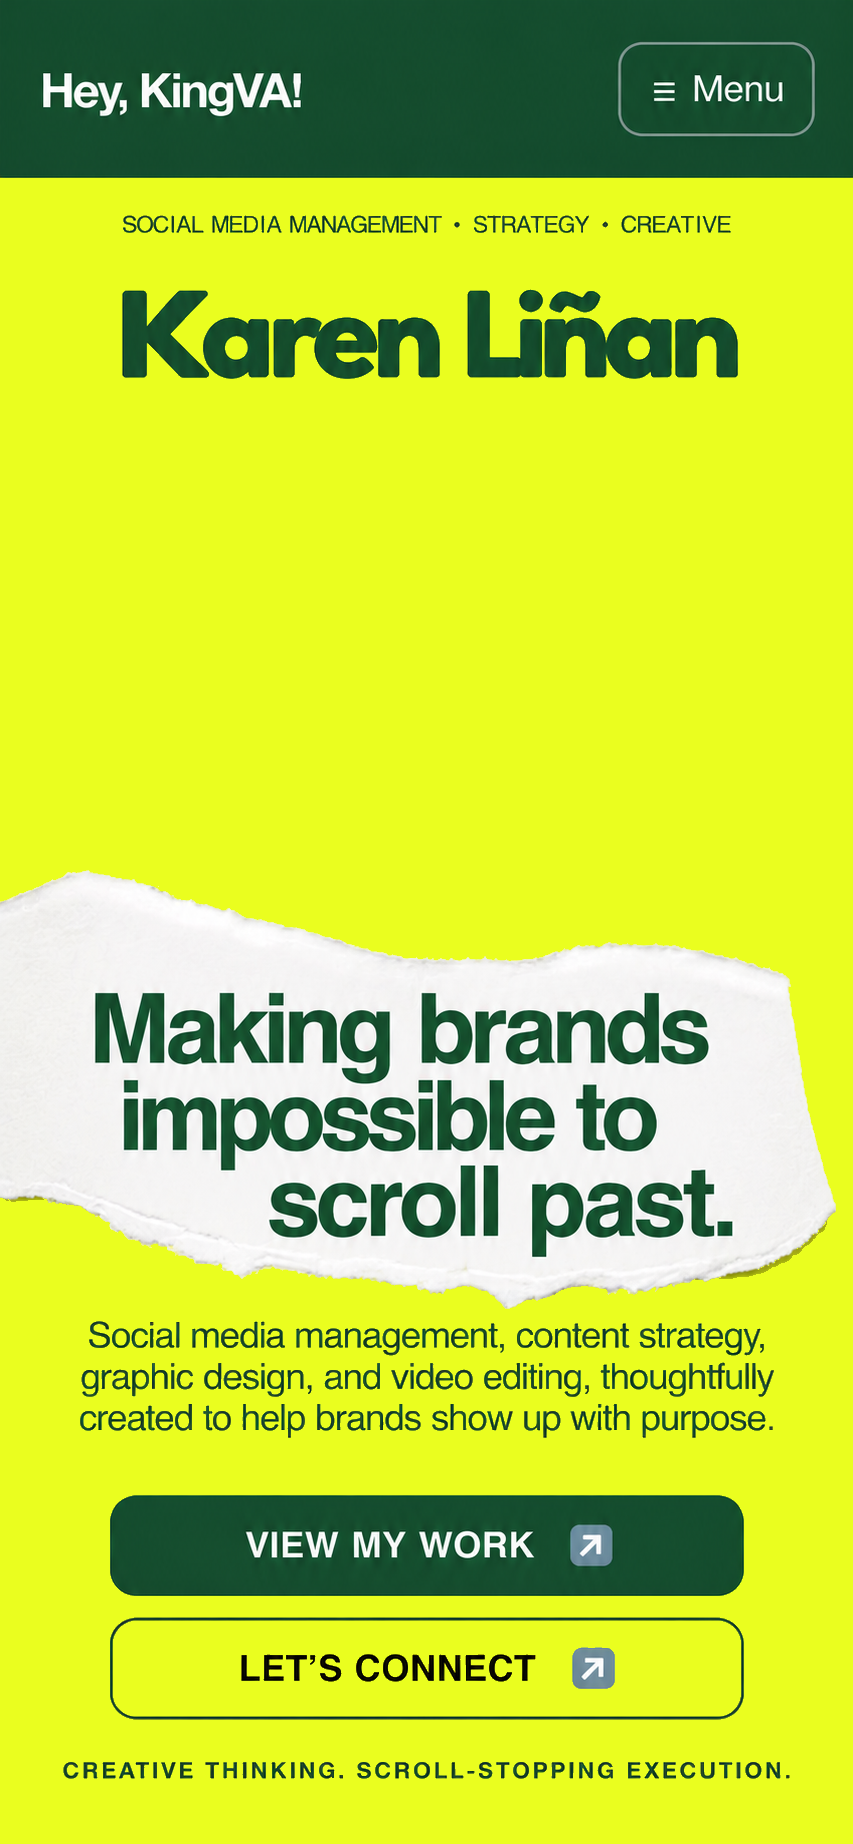 Hey, KingVA!
☰ Menu
SOCIAL MEDIA MANAGEMENT • STRATEGY • CREATIVE
Karen Liñan
Making brands
impossible to
scroll past.
Social media management, content strategy,
graphic design, and video editing, thoughtfully
created to help brands show up with purpose.
VIEW MY WORK ↗
LET’S CONNECT ↗
CREATIVE THINKING. SCROLL-STOPPING EXECUTION.